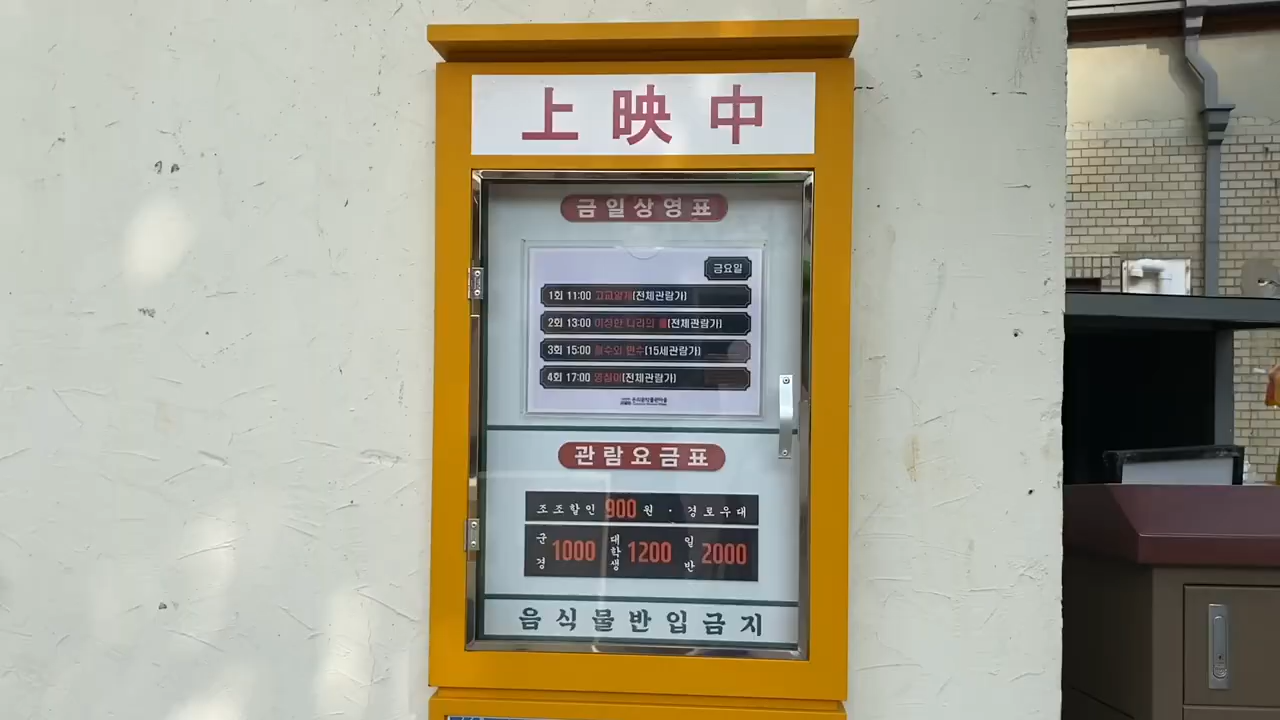 上映中
금일상영표
금요일
1회 11:00 고교얄개(전체관람가)
2회 13:00 이상한 나라의 (전체관람가)
3회 15:00 철수와 만수(15세관람가)
4회 17:00 영심이(전체관람가)
관람요금표
조조할인 900원 · 경로우대
군경 1000 대학생 1200 일반 2000
음식물반입금지